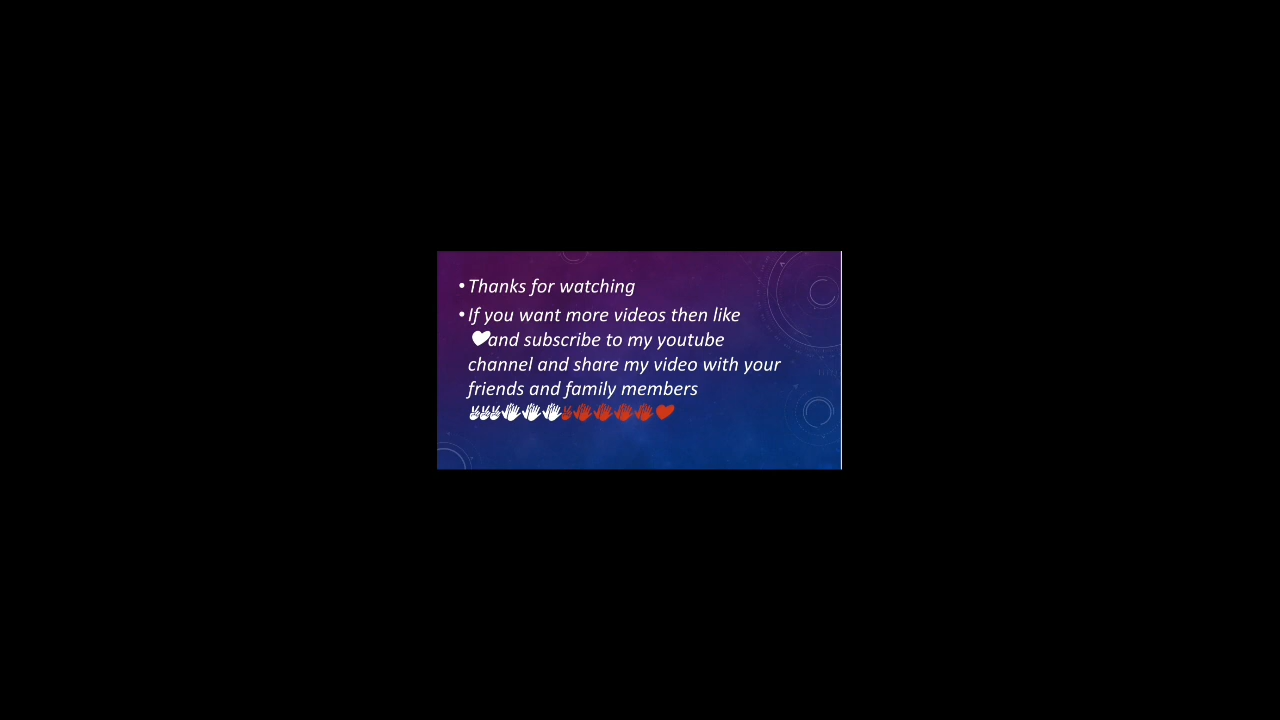 • Thanks for watching
• If you want more videos then like
🤍and subscribe to my youtube
channel and share my video with your
friends and family members
✌✌✌👋👋👋✌👋👋👋👋❤